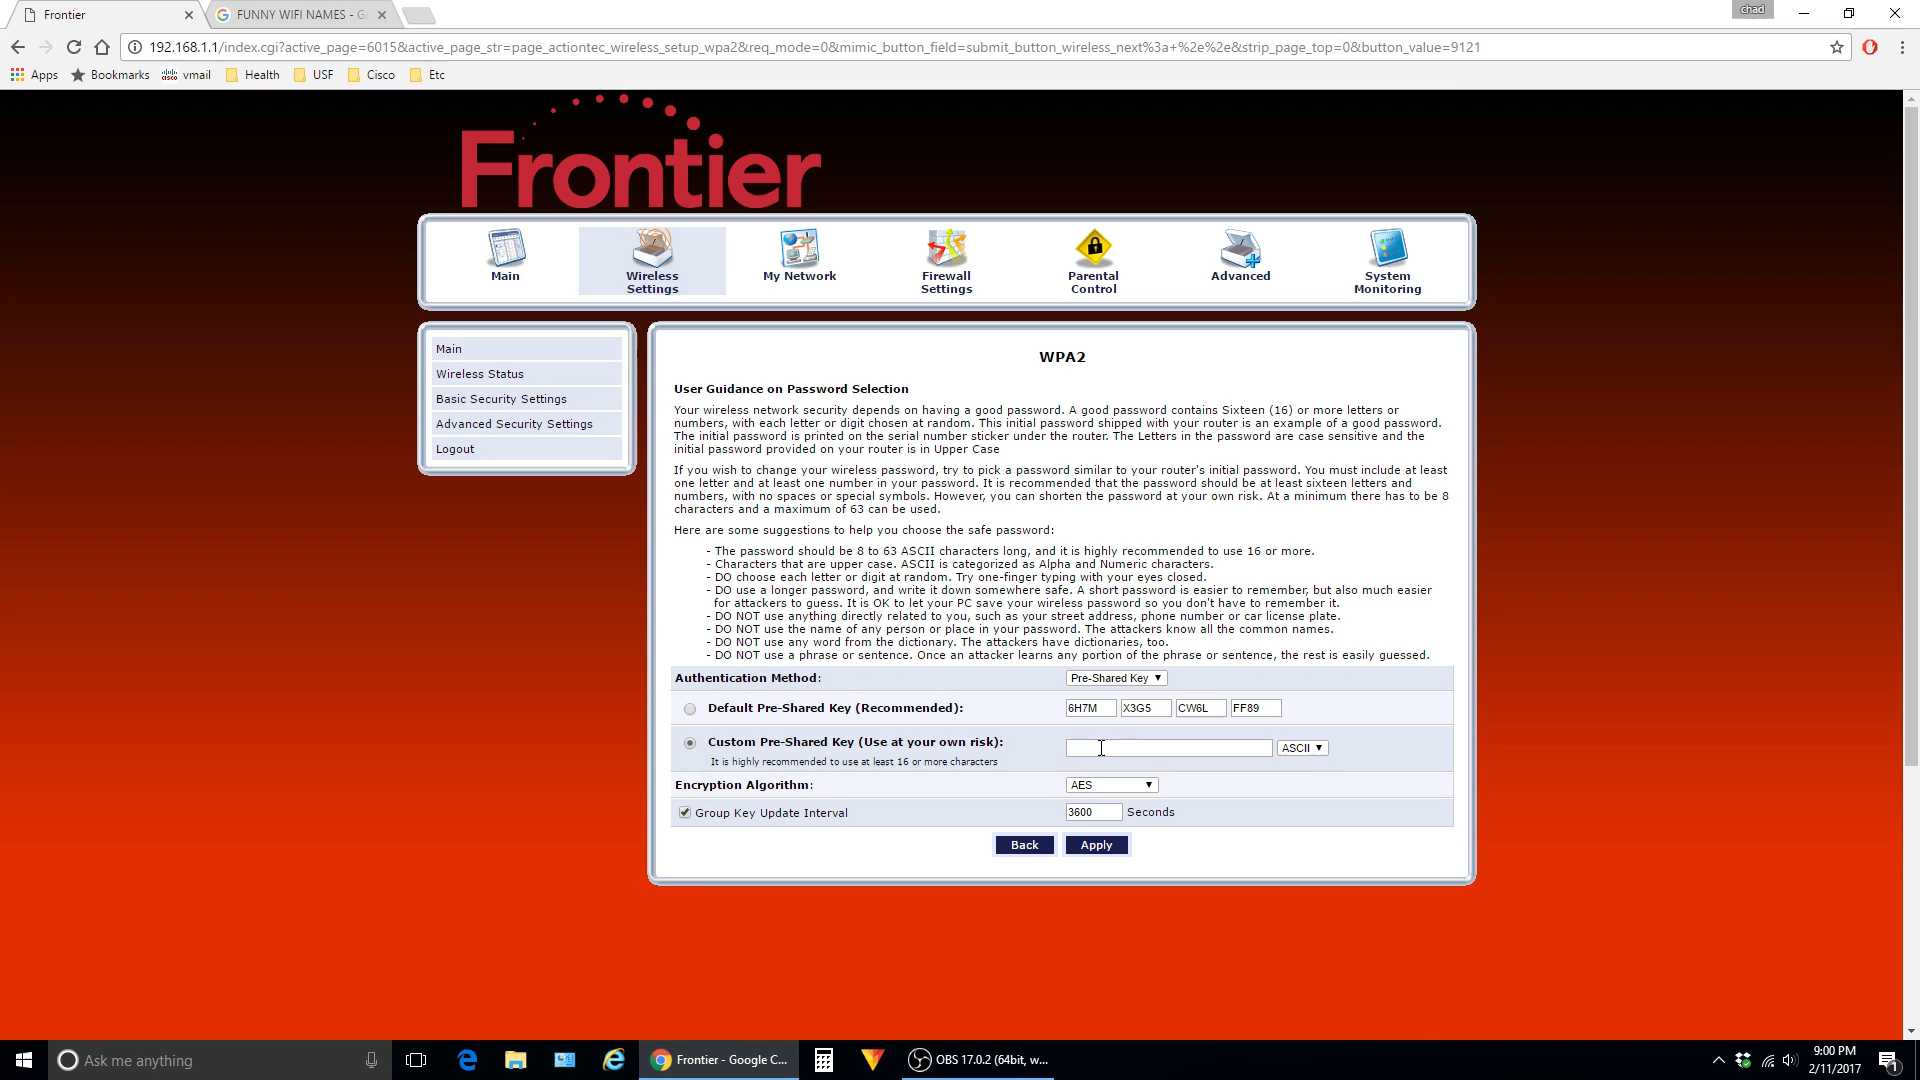 Frontier
FUNNY WIFI NAMES - G
chad
192.168.1.1/index.cgi?active_page=6015&active_page_str=page_actiontec_wireless_setup_wpa2&req_mode=0&mimic_button_field=submit_button_wireless_next%3a+%2e%2e&strip_page_top=0&button_value=9121
Apps
Bookmarks
vmail
Health
USF
Cisco
Etc
Frontier
Main
Wireless
Settings
My Network
Firewall
Settings
Parental
Control
Advanced
System
Monitoring
Main
Wireless Status
Basic Security Settings
Advanced Security Settings
Logout
WPA2
User Guidance on Password Selection
Your wireless network security depends on having a good password. A good password contains Sixteen (16) or more letters or
numbers, with each letter or digit chosen at random. This initial password shipped with your router is an example of a good password.
The initial password is printed on the serial number sticker under the router. The Letters in the password are case sensitive and the
initial password provided on your router is in Upper Case
If you wish to change your wireless password, try to pick a password similar to your router's initial password. You must include at least
one letter and at least one number in your password. It is recommended that the password should be at least sixteen letters and
numbers, with no spaces or special symbols. However, you can shorten the password at your own risk. At a minimum there has to be 8
characters and a maximum of 63 can be used.
Here are some suggestions to help you choose the safe password:
- The password should be 8 to 63 ASCII characters long, and it is highly recommended to use 16 or more.
- Characters that are upper case. ASCII is categorized as Alpha and Numeric characters.
- DO choose each letter or digit at random. Try one-finger typing with your eyes closed.
- DO use a longer password, and write it down somewhere safe. A short password is easier to remember, but also much easier
for attackers to guess. It is OK to let your PC save your wireless password so you don't have to remember it.
- DO NOT use anything directly related to you, such as your street address, phone number or car license plate.
- DO NOT use the name of any person or place in your password. The attackers know all the common names.
- DO NOT use any word from the dictionary. The attackers have dictionaries, too.
- DO NOT use a phrase or sentence. Once an attacker learns any portion of the phrase or sentence, the rest is easily guessed.
Authentication Method: Pre-Shared Key
Default Pre-Shared Key (Recommended): 6H7M X3G5 CW6L FF89
Custom Pre-Shared Key (Use at your own risk): ASCII
It is highly recommended to use at least 16 or more characters
Encryption Algorithm: AES
Group Key Update Interval 3600 Seconds
Back Apply
Ask me anything
Frontier - Google C...
OBS 17.0.2 (64bit, w...
9:00 PM
2/11/2017
1